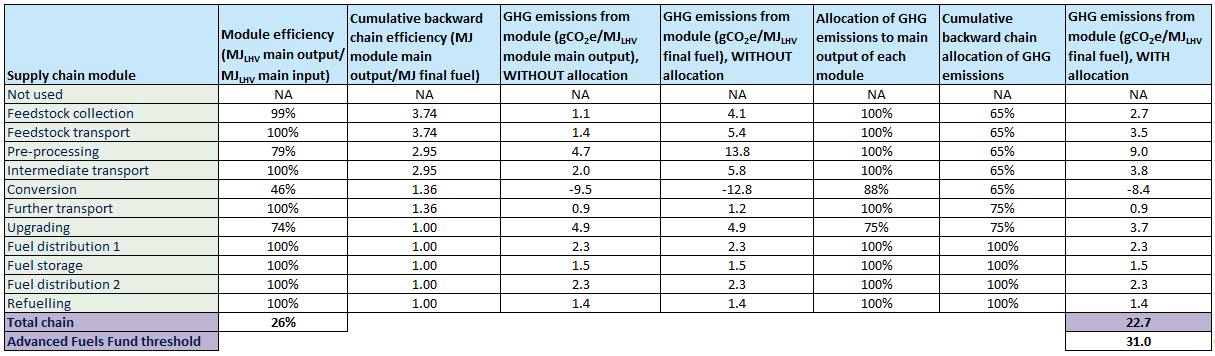 Supply chain module | Module efficiency (MJLHV main output/ MJLHV main input) | Cumulative backward chain efficiency (MJ module main output/MJ final fuel) | GHG emissions from module (gCO2e/MJLHV module main output), WITHOUT allocation | GHG emissions from module (gCO2e/MJLHV final fuel), WITHOUT allocation | Allocation of GHG emissions to main output of each module | Cumulative backward chain allocation of GHG emissions | GHG emissions from module (gCO2e/MJLHV final fuel), WITH allocation
Not used | NA | NA | NA | NA | NA | NA | NA
Feedstock collection | 99% | 3.74 | 1.1 | 4.1 | 100% | 65% | 2.7
Feedstock transport | 100% | 3.74 | 1.4 | 5.4 | 100% | 65% | 3.5
Pre-processing | 79% | 2.95 | 4.7 | 13.8 | 100% | 65% | 9.0
Intermediate transport | 100% | 2.95 | 2.0 | 5.8 | 100% | 65% | 3.8
Conversion | 46% | 1.36 | -9.5 | -12.8 | 88% | 65% | -8.4
Further transport | 100% | 1.36 | 0.9 | 1.2 | 100% | 75% | 0.9
Upgrading | 74% | 1.00 | 4.9 | 4.9 | 75% | 75% | 3.7
Fuel distribution 1 | 100% | 1.00 | 2.3 | 2.3 | 100% | 100% | 2.3
Fuel storage | 100% | 1.00 | 1.5 | 1.5 | 100% | 100% | 1.5
Fuel distribution 2 | 100% | 1.00 | 2.3 | 2.3 | 100% | 100% | 2.3
Refuelling | 100% | 1.00 | 1.4 | 1.4 | 100% | 100% | 1.4
Total chain | 26% | 22.7
Advanced Fuels Fund threshold | 31.0